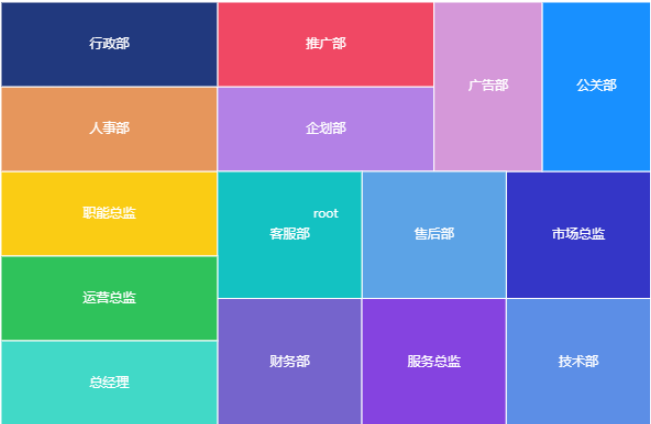 行政部
推广部
广告部
公关部
人事部
企划部
职能总监
root
客服部
售后部
市场总监
运营总监
财务部
服务总监
技术部
总经理